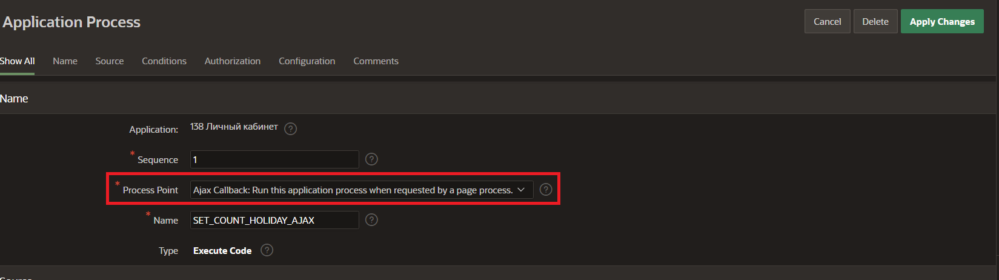 Application Process
Cancel
Delete
Apply Changes
Show All
Name
Source
Conditions
Authorization
Configuration
Comments
Name
Application:
138 Личный кабинет
?
* Sequence
1
?
* Process Point
Ajax Callback: Run this application process when requested by a page process.
?
* Name
SET_COUNT_HOLIDAY_AJAX
?
Type
Execute Code
?
Source